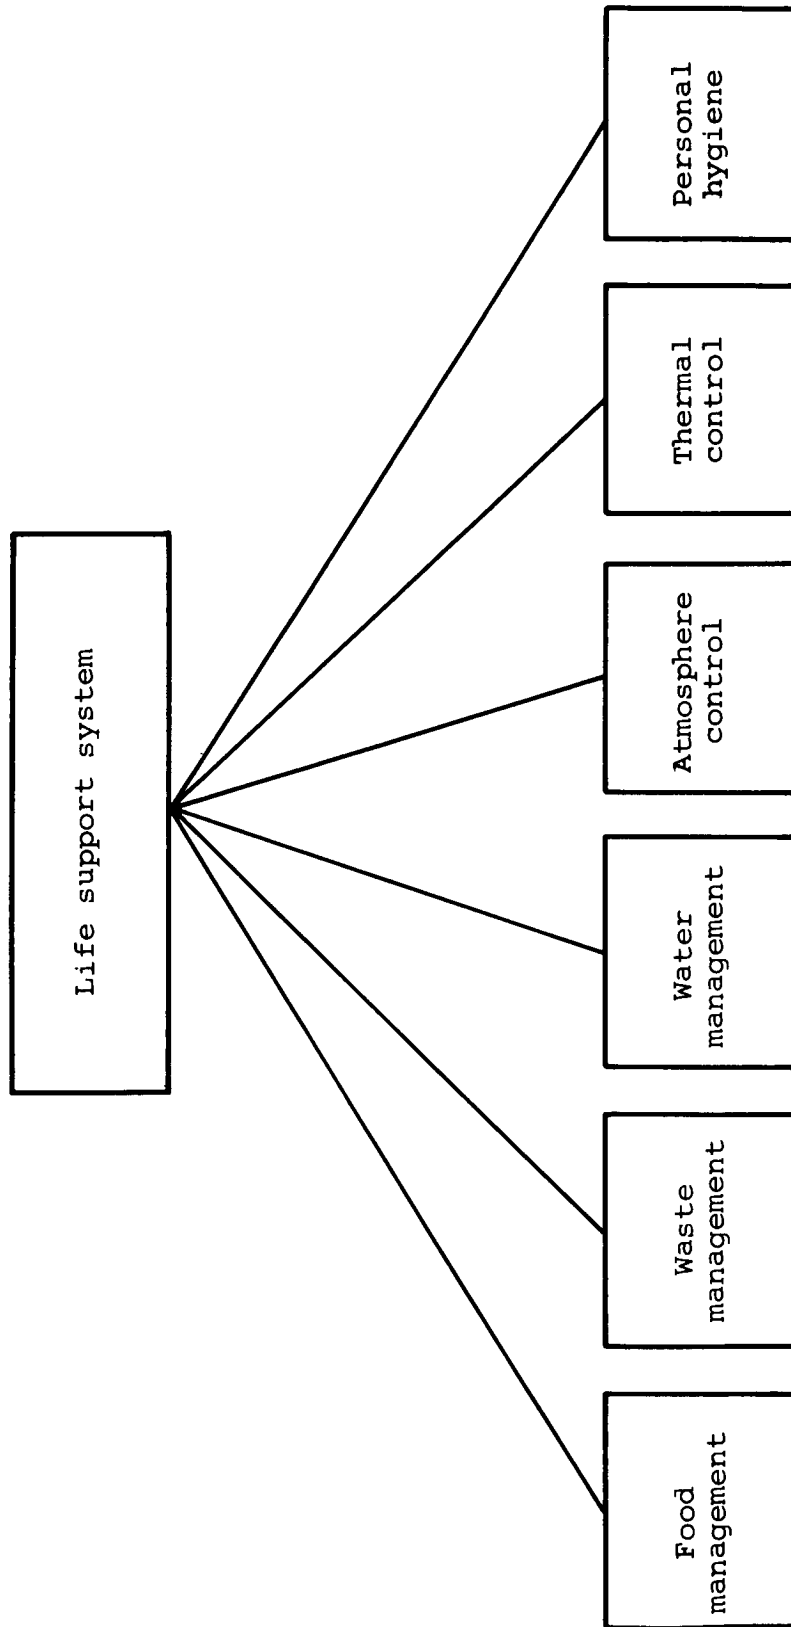 Life support system
Food
management
Waste
management
Water
management
Atmosphere
control
Thermal
control
Personal
hygiene